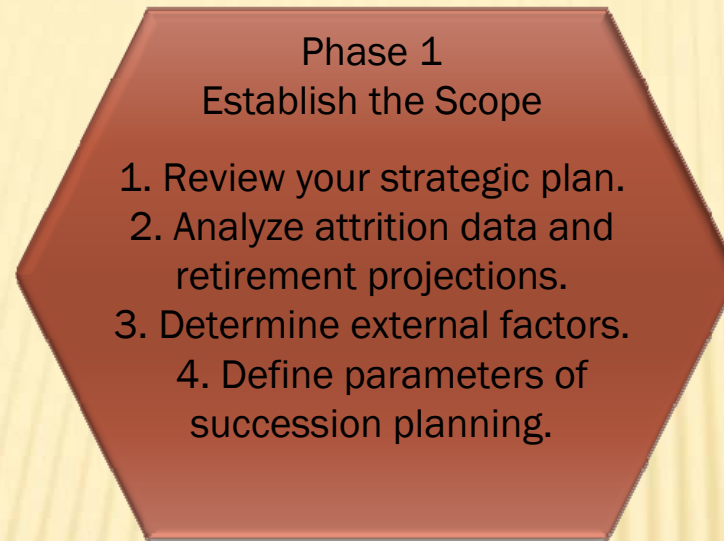 Phase 1
Establish the Scope
1. Review your strategic plan.
2. Analyze attrition data and
retirement projections.
3. Determine external factors.
4. Define parameters of
succession planning.